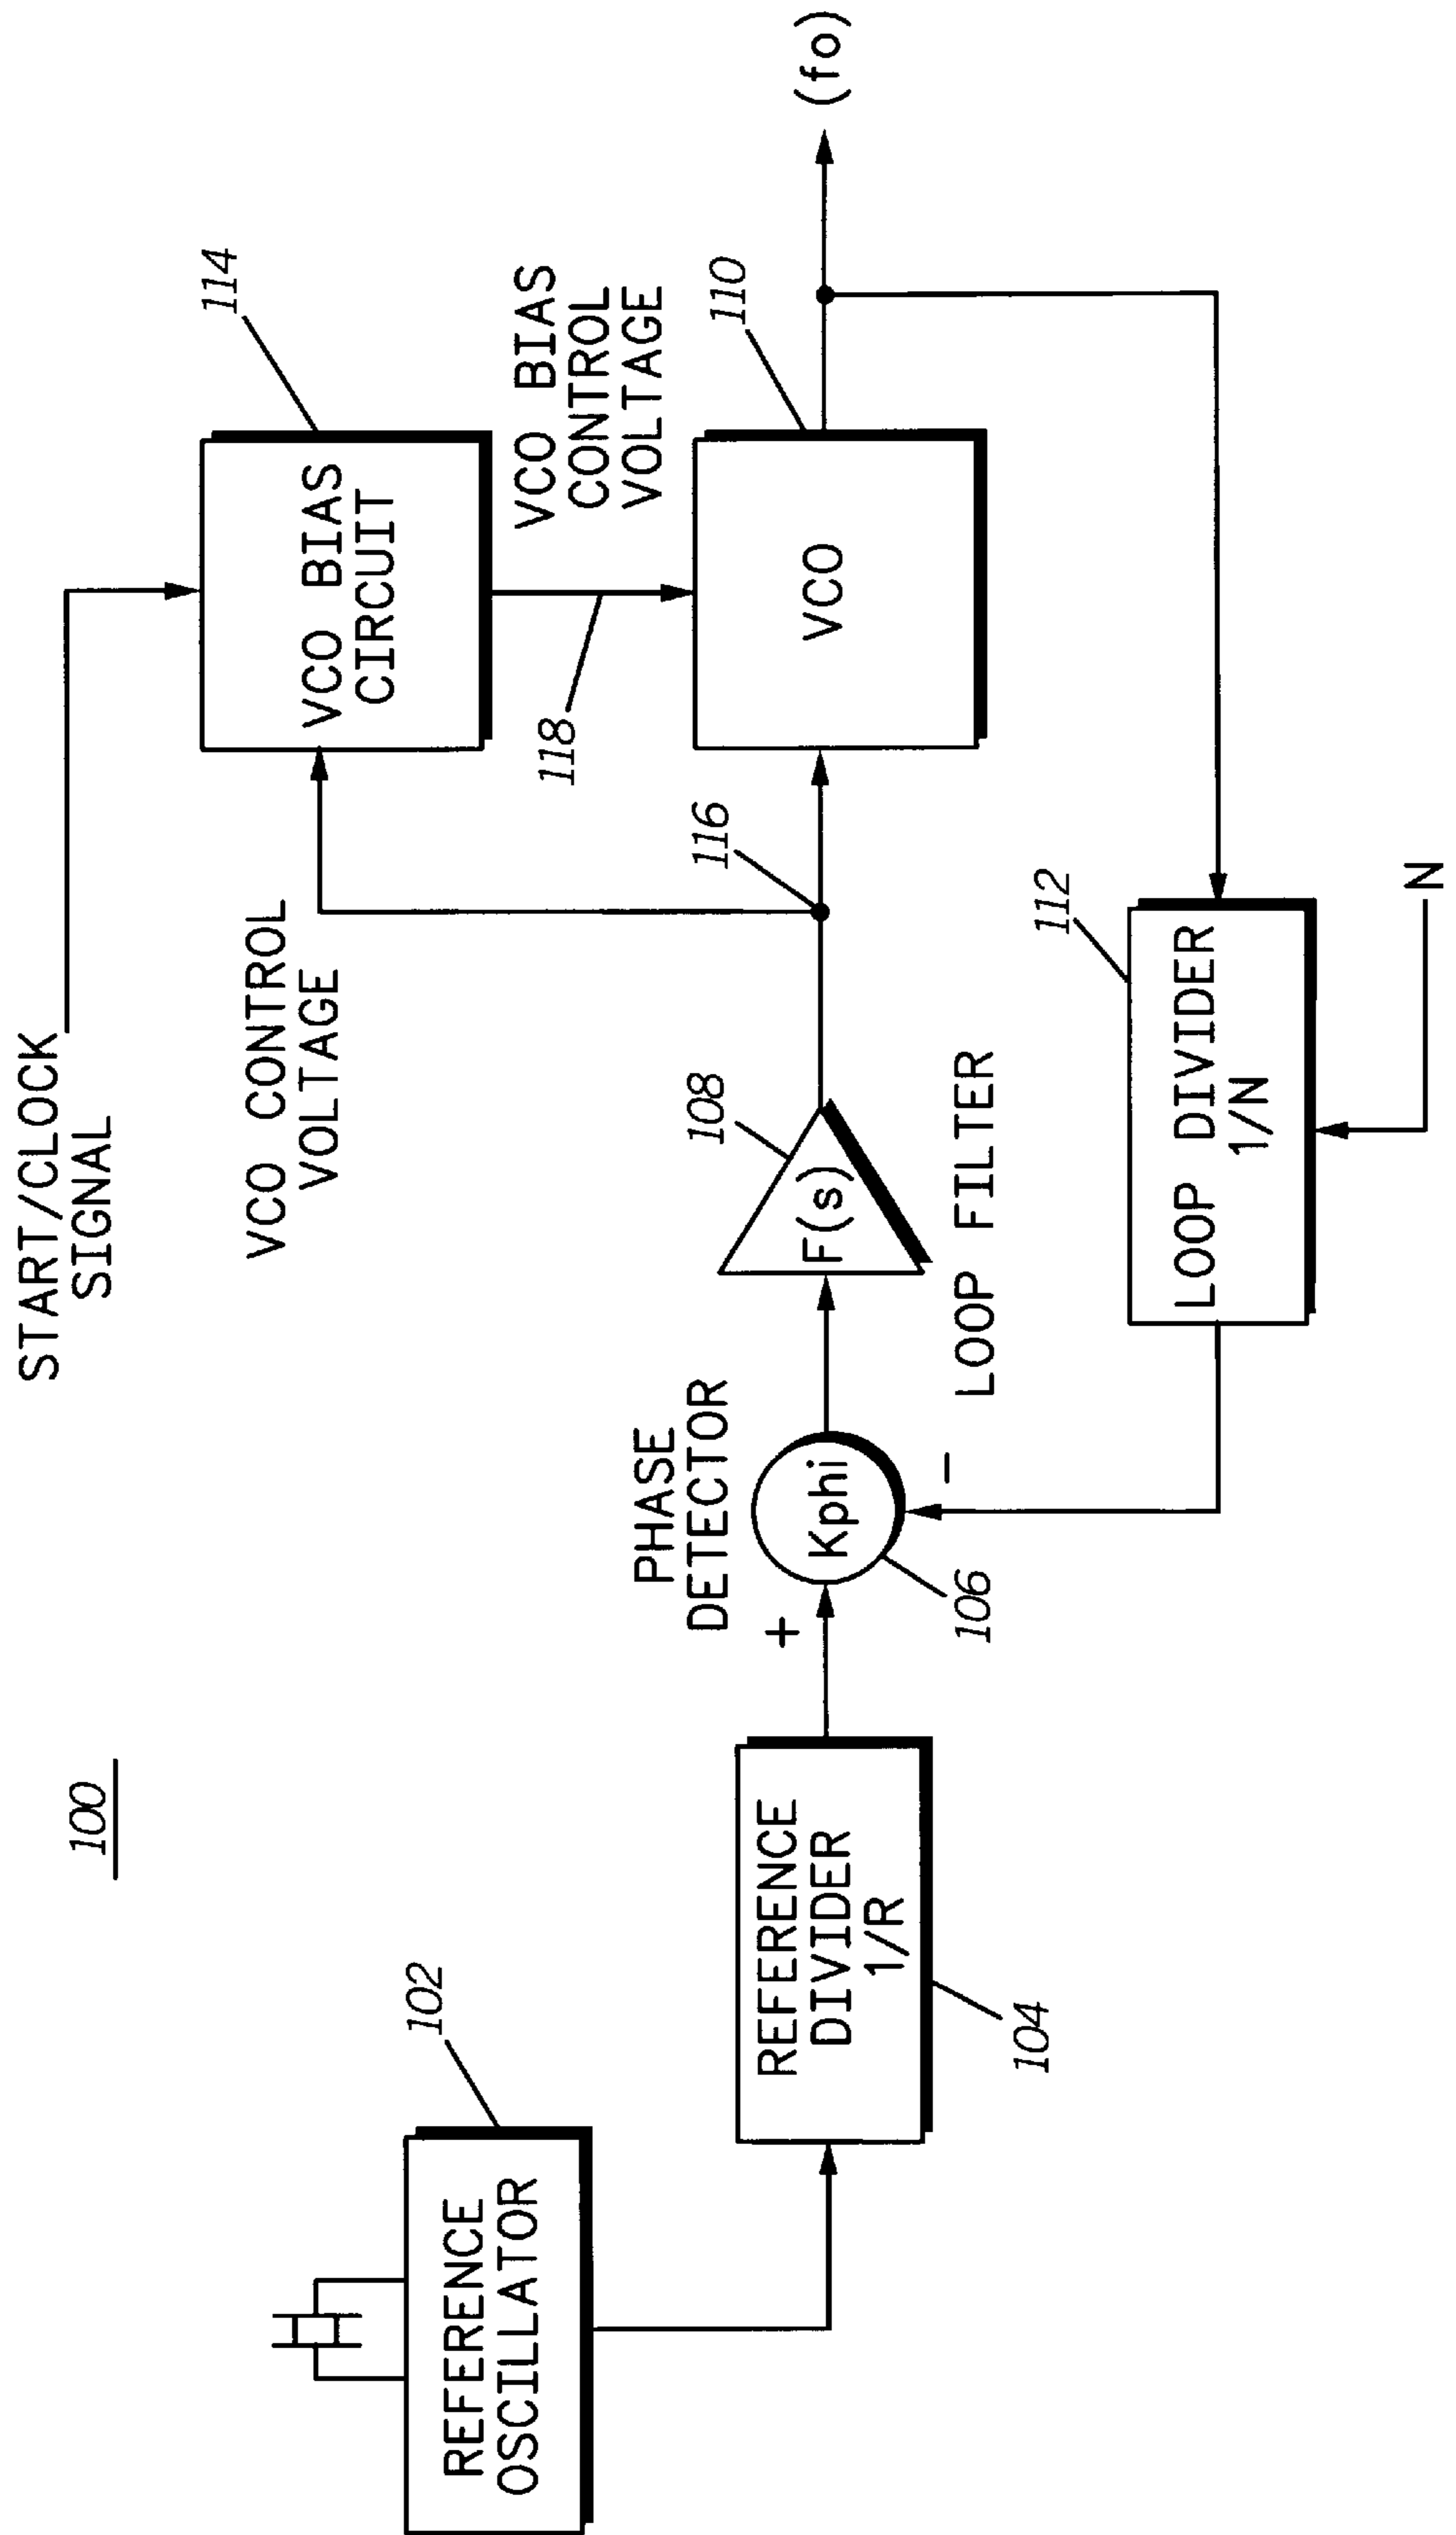 100
START/CLOCK
SIGNAL
VCO CONTROL
VOLTAGE
114
VCO BIAS
CIRCUIT
118
VCO BIAS
CONTROL
VOLTAGE
102
REFERENCE
OSCILLATOR
104
REFERENCE
DIVIDER
1/R
PHASE
DETECTOR
+
Kphi
-
106
108
F(s)
LOOP FILTER
116
110
VCO
(fo)
112
LOOP DIVIDER
1/N
N